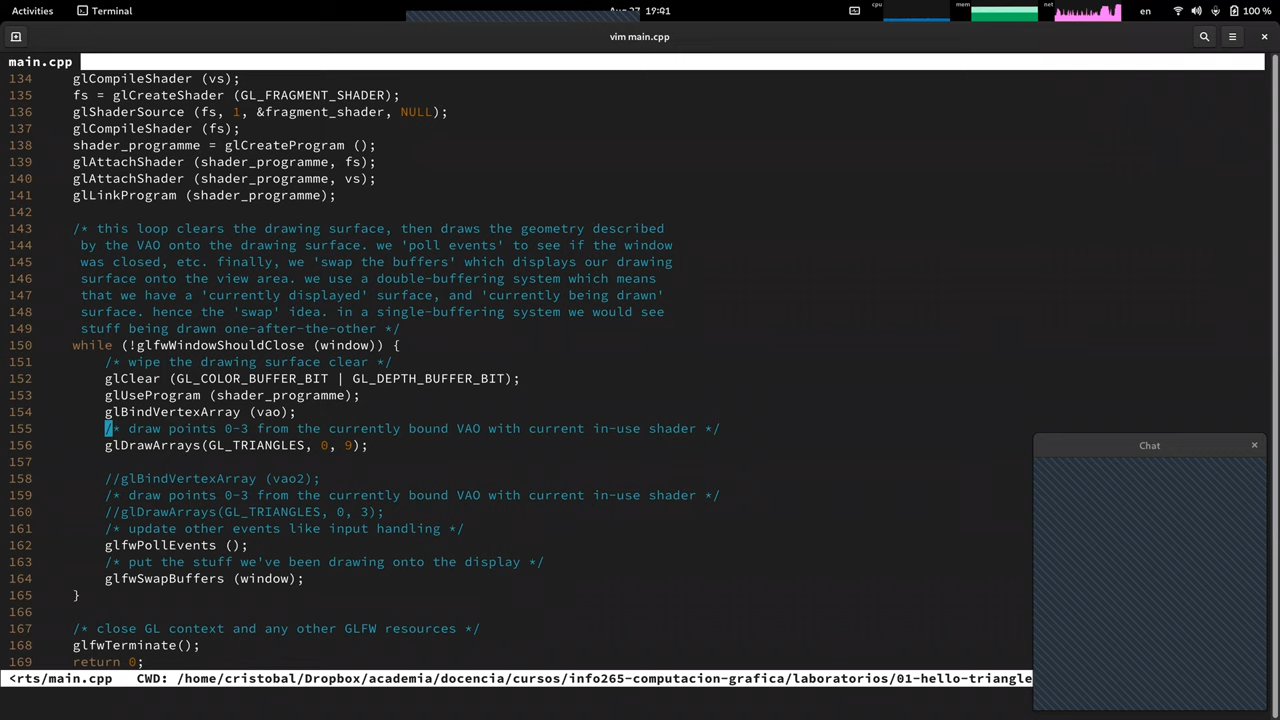 Activities Terminal Aug 27 19:41 cpu mem net en 100 %
vim main.cpp
main.cpp
134 glCompileShader (vs);
135 fs = glCreateShader (GL_FRAGMENT_SHADER);
136 glShaderSource (fs, 1, &fragment_shader, NULL);
137 glCompileShader (fs);
138 shader_programme = glCreateProgram ();
139 glAttachShader (shader_programme, fs);
140 glAttachShader (shader_programme, vs);
141 glLinkProgram (shader_programme);
142
143 /* this loop clears the drawing surface, then draws the geometry described
144 by the VAO onto the drawing surface. we 'poll events' to see if the window
145 was closed, etc. finally, we 'swap the buffers' which displays our drawing
146 surface onto the view area. we use a double-buffering system which means
147 that we have a 'currently displayed' surface, and 'currently being drawn'
148 surface. hence the 'swap' idea. in a single-buffering system we would see
149 stuff being drawn one-after-the-other */
150 while (!glfwWindowShouldClose (window)) {
151 /* wipe the drawing surface clear */
152 glClear (GL_COLOR_BUFFER_BIT | GL_DEPTH_BUFFER_BIT);
153 glUseProgram (shader_programme);
154 glBindVertexArray (vao);
155 /* draw points 0-3 from the currently bound VAO with current in-use shader */
156 glDrawArrays(GL_TRIANGLES, 0, 9);
157
158 //glBindVertexArray (vao2);
159 /* draw points 0-3 from the currently bound VAO with current in-use shader */
160 //glDrawArrays(GL_TRIANGLES, 0, 3);
161 /* update other events like input handling */
162 glfwPollEvents ();
163 /* put the stuff we've been drawing onto the display */
164 glfwSwapBuffers (window);
165 }
166
167 /* close GL context and any other GLFW resources */
168 glfwTerminate();
169 return 0;
<rts/main.cpp CWD: /home/cristobal/Dropbox/academia/docencia/cursos/info265-computacion-grafica/laboratorios/01-hello-triangle
Chat